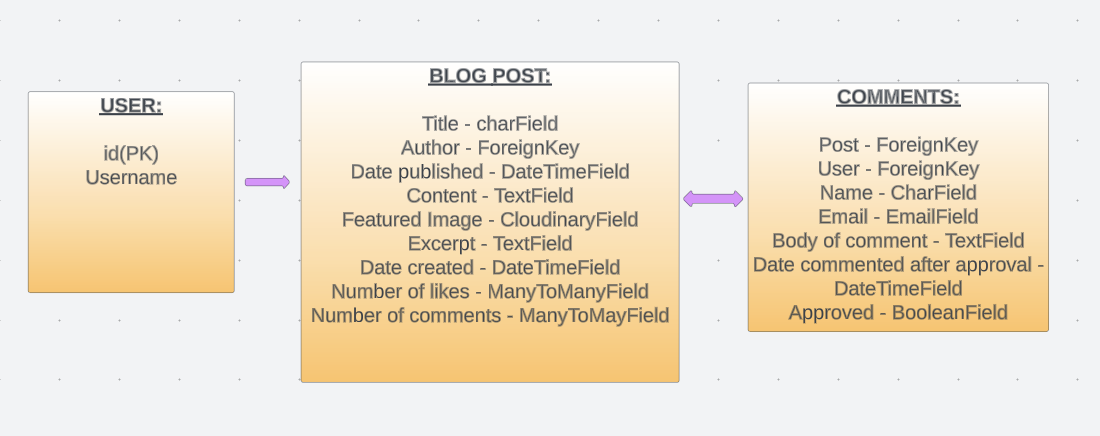 USER:
id(PK)
Username
BLOG POST:
Title - charField
Author - ForeignKey
Date published - DateTimeField
Content - TextField
Featured Image - CloudinaryField
Excerpt - TextField
Date created - DateTimeField
Number of likes - ManyToManyField
Number of comments - ManyToMayField
COMMENTS:
Post - ForeignKey
User - ForeignKey
Name - CharField
Email - EmailField
Body of comment - TextField
Date commented after approval -
DateTimeField
Approved - BooleanField